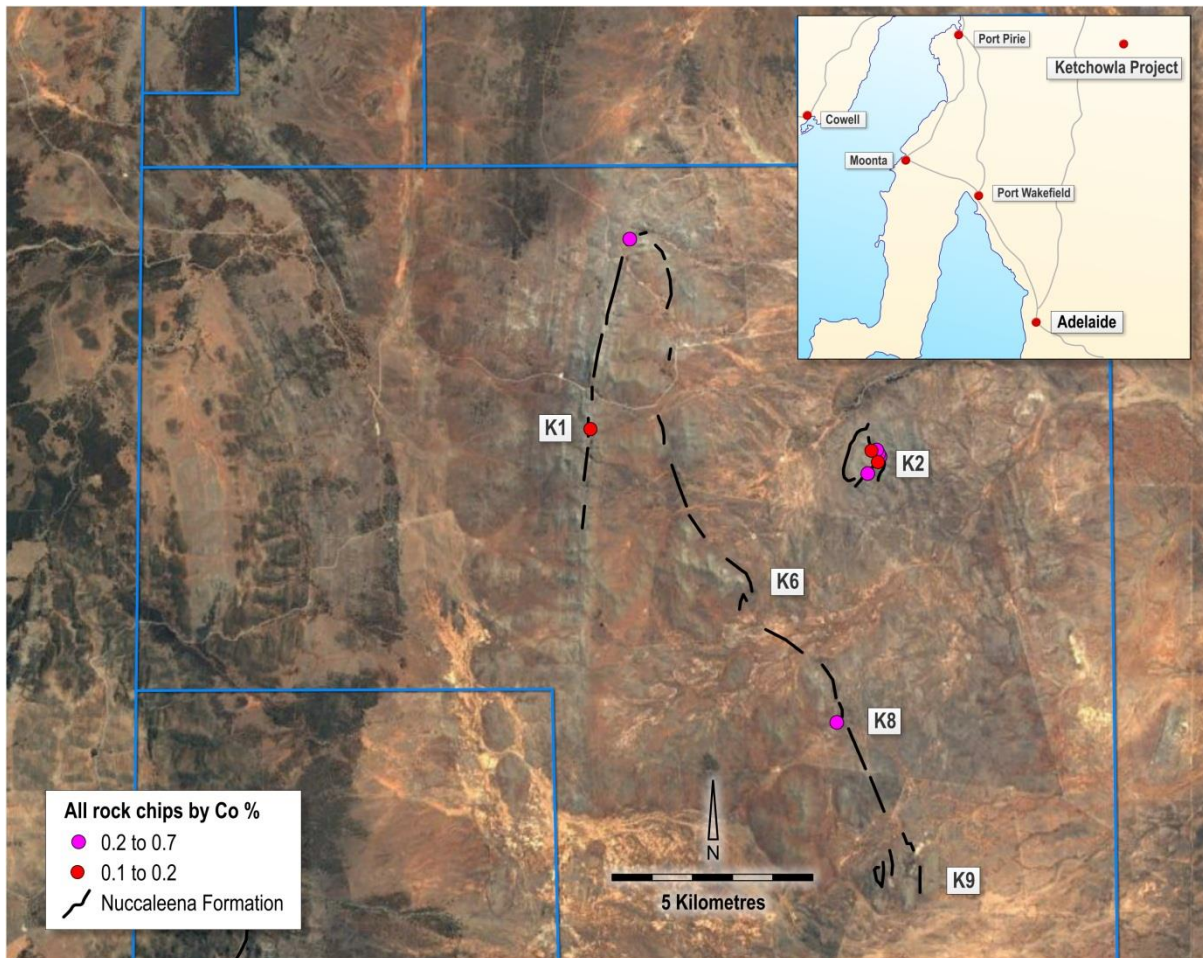 Port Pirie
Ketchowla Project
Cowell
Moonta
Port Wakefield
Adelaide
K1
K2
K6
K8
K9
All rock chips by Co %
0.2 to 0.7
0.1 to 0.2
Nuccaleena Formation
N
5 Kilometres